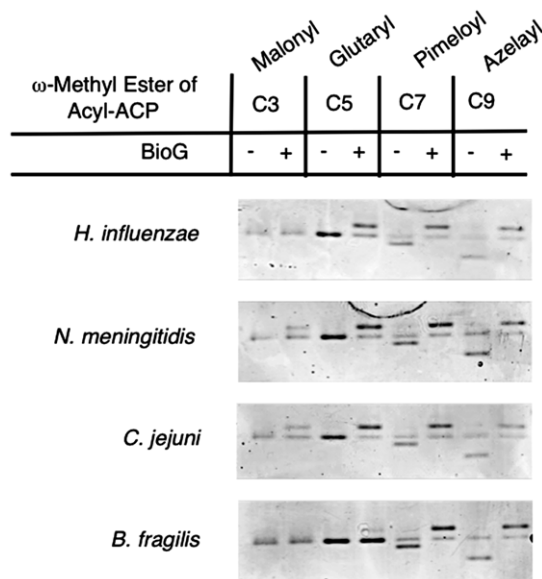 Malonyl Glutaryl Pimeloyl Azelayl
ω-Methyl Ester of
Acyl-ACP
C3 C5 C7 C9
BioG - + - + - + - +
H. influenzae
N. meningitidis
C. jejuni
B. fragilis